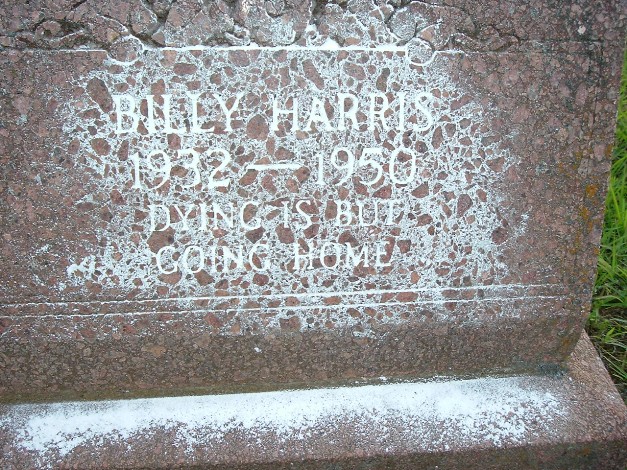 BILLY HARRIS
1932 — 1950
DYING IS BUT
GOING HOME